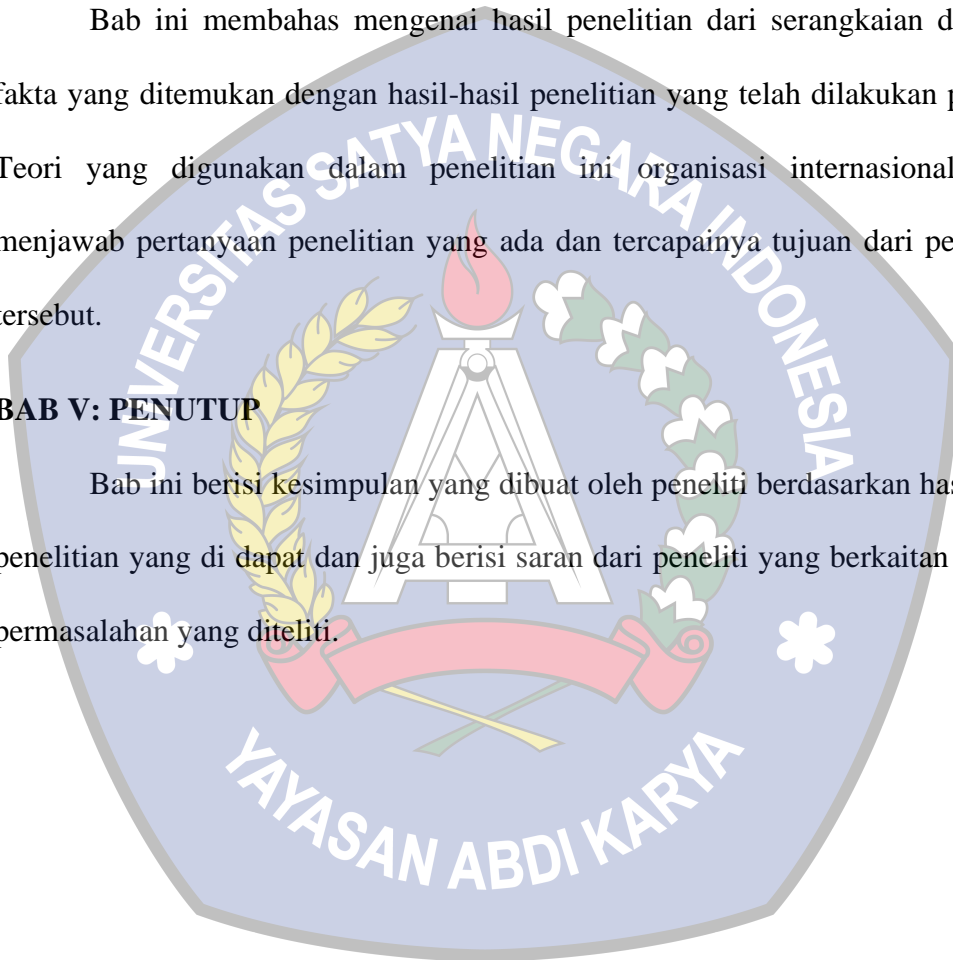 Bab ini membahas mengenai hasil penelitian dari serangkaian
fakta yang ditemukan dengan hasil-hasil penelitian yang telah dilakukan
Teori yang digunakan dalam penelitian ini organisasi internasional
menjawab pertanyaan penelitian yang ada dan tercapainya tujuan dari
tersebut.
BAB V: PENUTUP
Bab ini berisi kesimpulan yang dibuat oleh peneliti berdasarkan
penelitian yang di dapat dan juga berisi saran dari peneliti yang berkaitan
permasalahan yang diteliti.
UNIVERSITAS SATYA NEGARA INDONESIA
YAYASAN ABDI KARYA